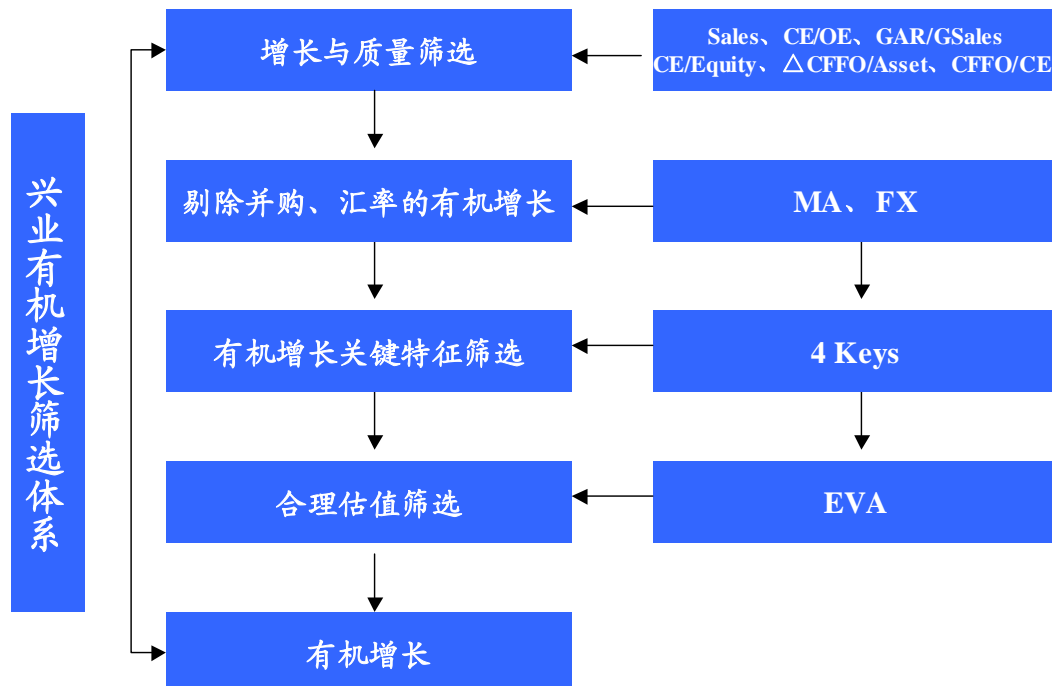 兴业有机增长筛选体系
增长与质量筛选
Sales、CE/OE、GAR/GSales
CE/Equity、△CFFO/Asset、CFFO/CE
剔除并购、汇率的有机增长
MA、FX
有机增长关键特征筛选
4 Keys
合理估值筛选
EVA
有机增长